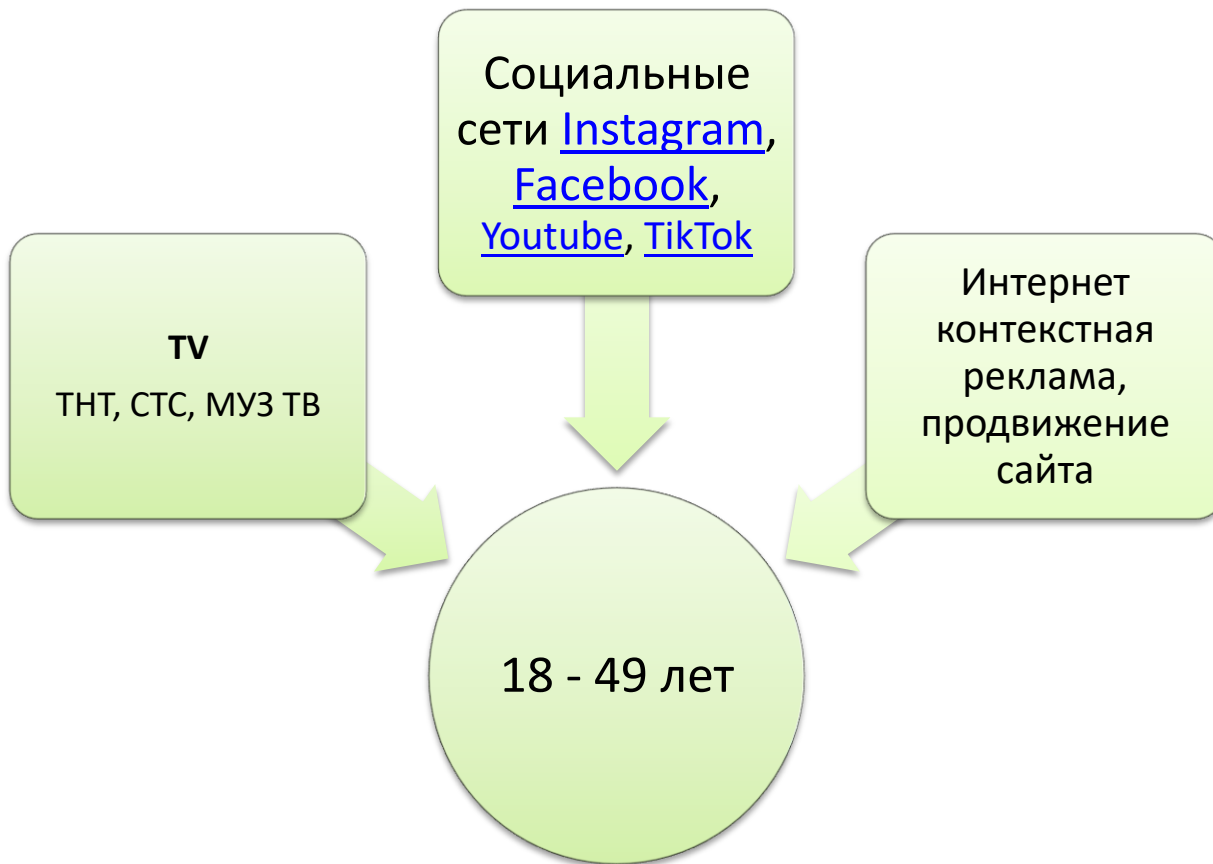 Социальные
сети Instagram,
Facebook,
Youtube, TikTok
TV
ТНТ, СТС, МУЗ ТВ
Интернет
контекстная
реклама,
продвижение
сайта
18 - 49 лет